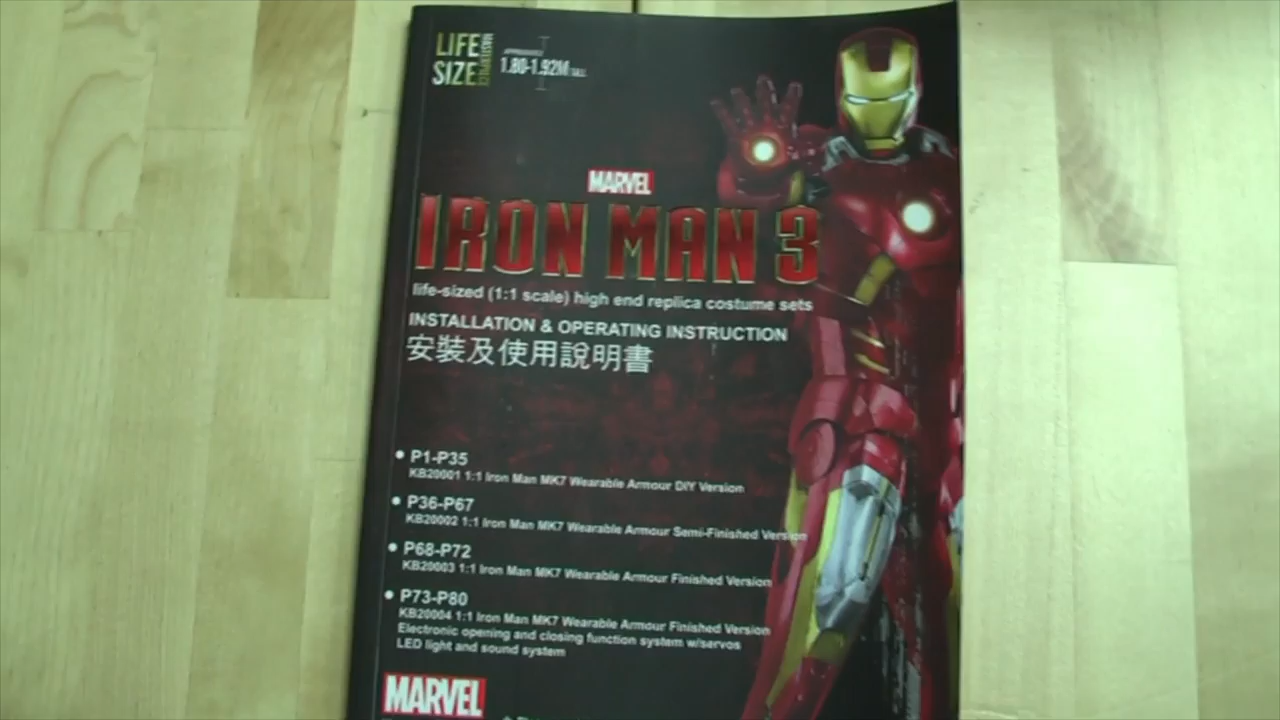 LIFE
SIZE
MASTERPIECE
APPROXIMATELY
1.80-1.92M TALL
MARVEL
IRON MAN 3
life-sized (1:1 scale) high end replica costume sets
INSTALLATION & OPERATING INSTRUCTION
安裝及使用說明書
• P1-P35
KB20001 1:1 Iron Man MK7 Wearable Armour DIY Version
• P36-P67
KB20002 1:1 Iron Man MK7 Wearable Armour Semi-Finished Version
• P68-P72
KB20003 1:1 Iron Man MK7 Wearable Armour Finished Version
• P73-P80
KB20004 1:1 Iron Man MK7 Wearable Armour Finished Version
Electronic opening and closing function system w/servos
LED light and sound system
MARVEL